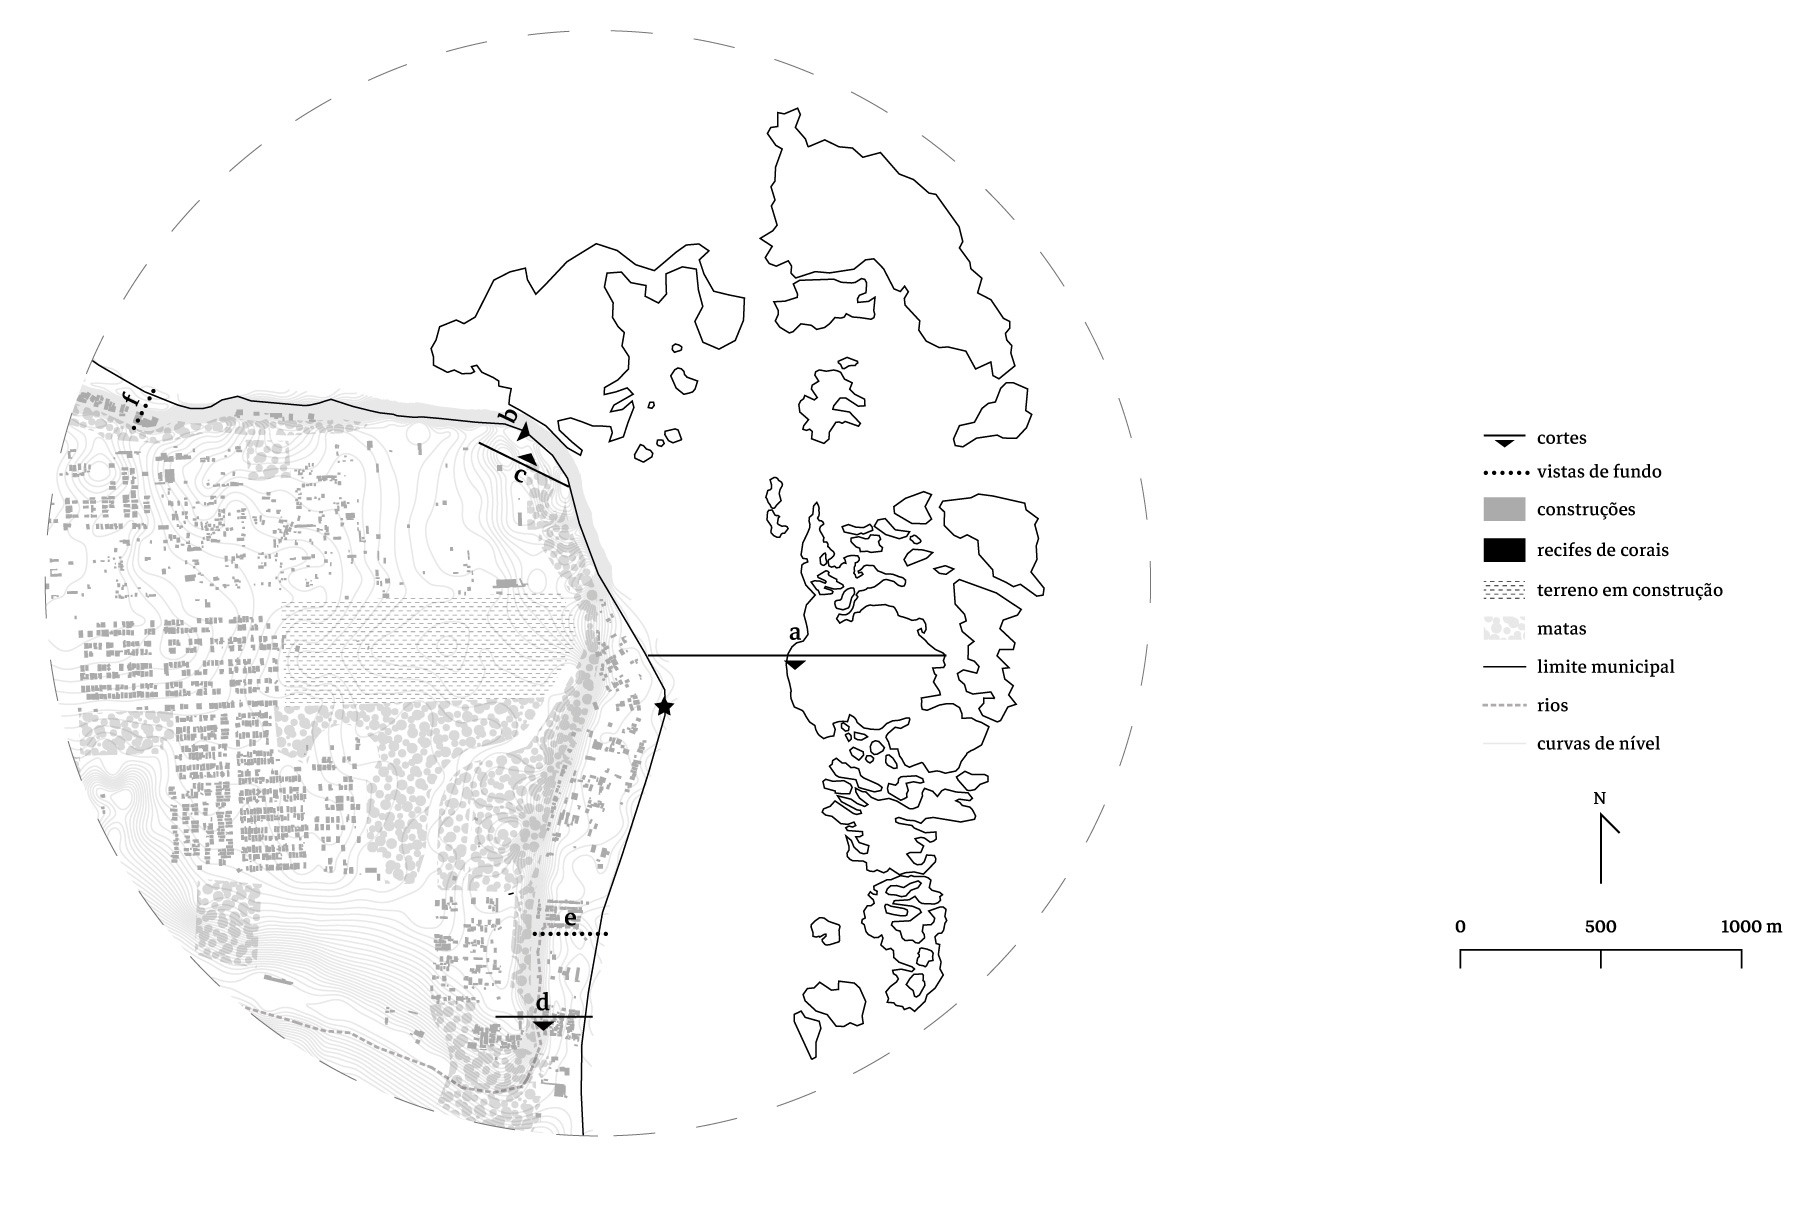 f
b
c
a
e
d
cortes
vistas de fundo
construções
recifes de corais
terreno em construção
matas
limite municipal
rios
curvas de nível
N
0 500 1000 m